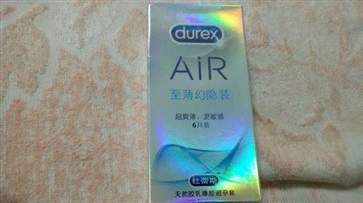 durex
AiR
至薄幻隐装
超爽薄，更敏感
6只装
杜蕾斯
天然胶乳橡胶避孕套